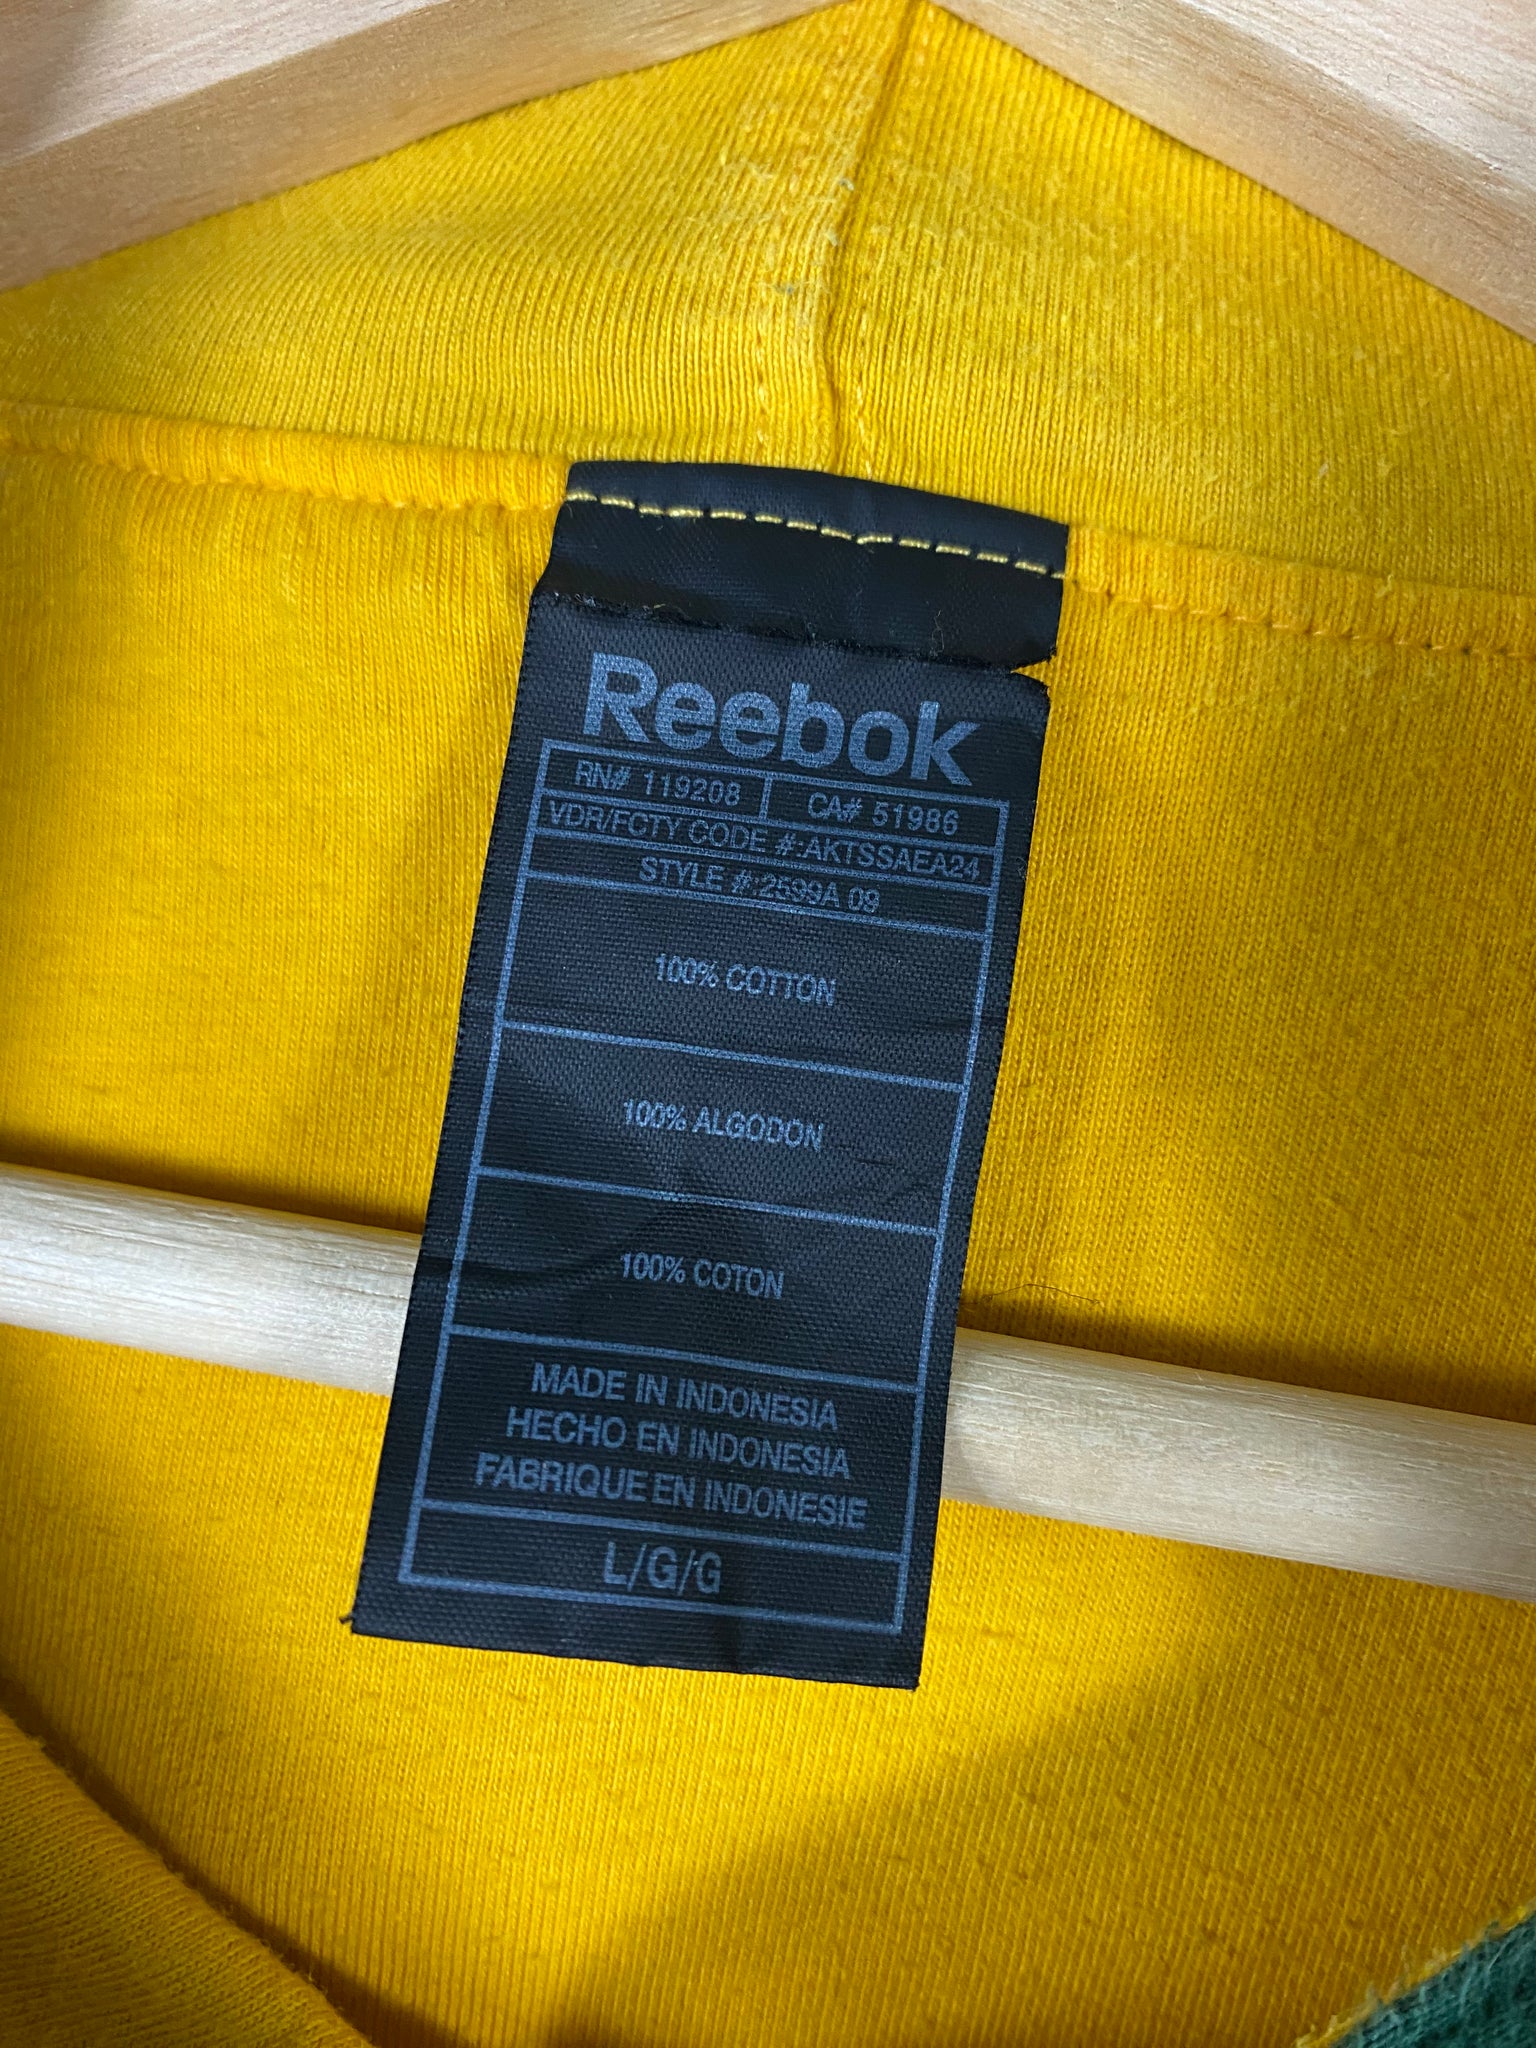 Reebok
RN# 119208 CA# 51986
VDR/FCTY CODE #:AKTSSAEA24
STYLE #:2599A 09
100% COTTON
100% ALGODON
100% COTON
MADE IN INDONESIA
HECHO EN INDONESIA
FABRIQUE EN INDONESIE
L/G/G